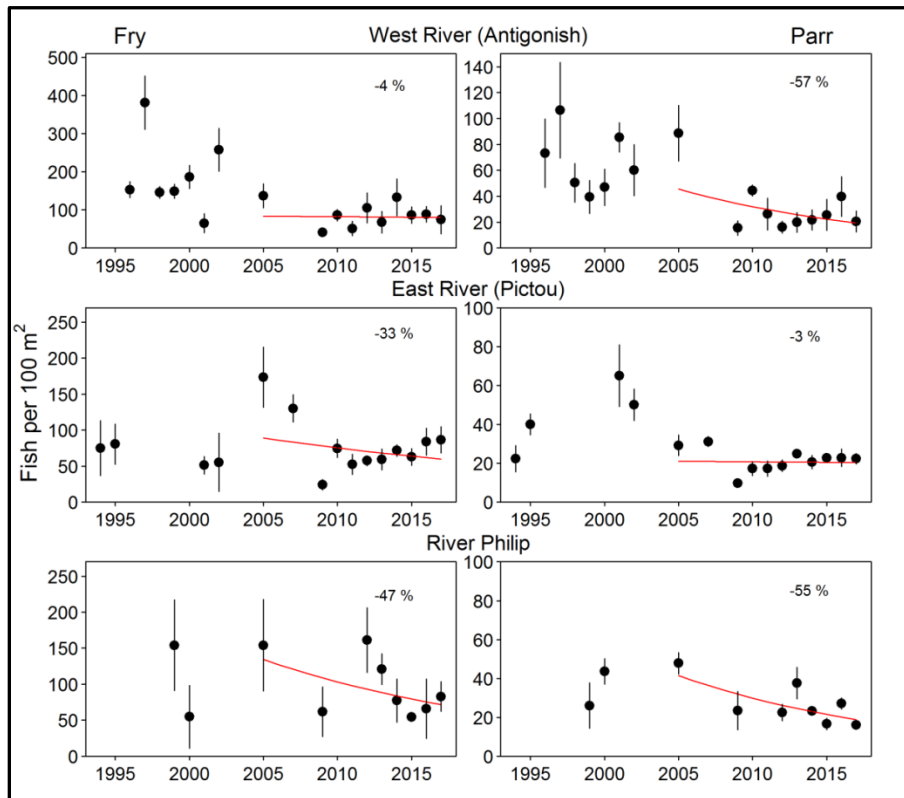 Fry West River (Antigonish) Parr
500 400 300 200 100 0
-4 %
1995 2000 2005 2010 2015
140 120 100 80 60 40 20 0
-57 %
1995 2000 2005 2010 2015
East River (Pictou)
Fish per 100 m²
250 200 150 100 50 0
-33 %
1995 2000 2005 2010 2015
100 80 60 40 20 0
-3 %
1995 2000 2005 2010 2015
River Philip
250 200 150 100 50 0
-47 %
1995 2000 2005 2010 2015
100 80 60 40 20 0
-55 %
1995 2000 2005 2010 2015